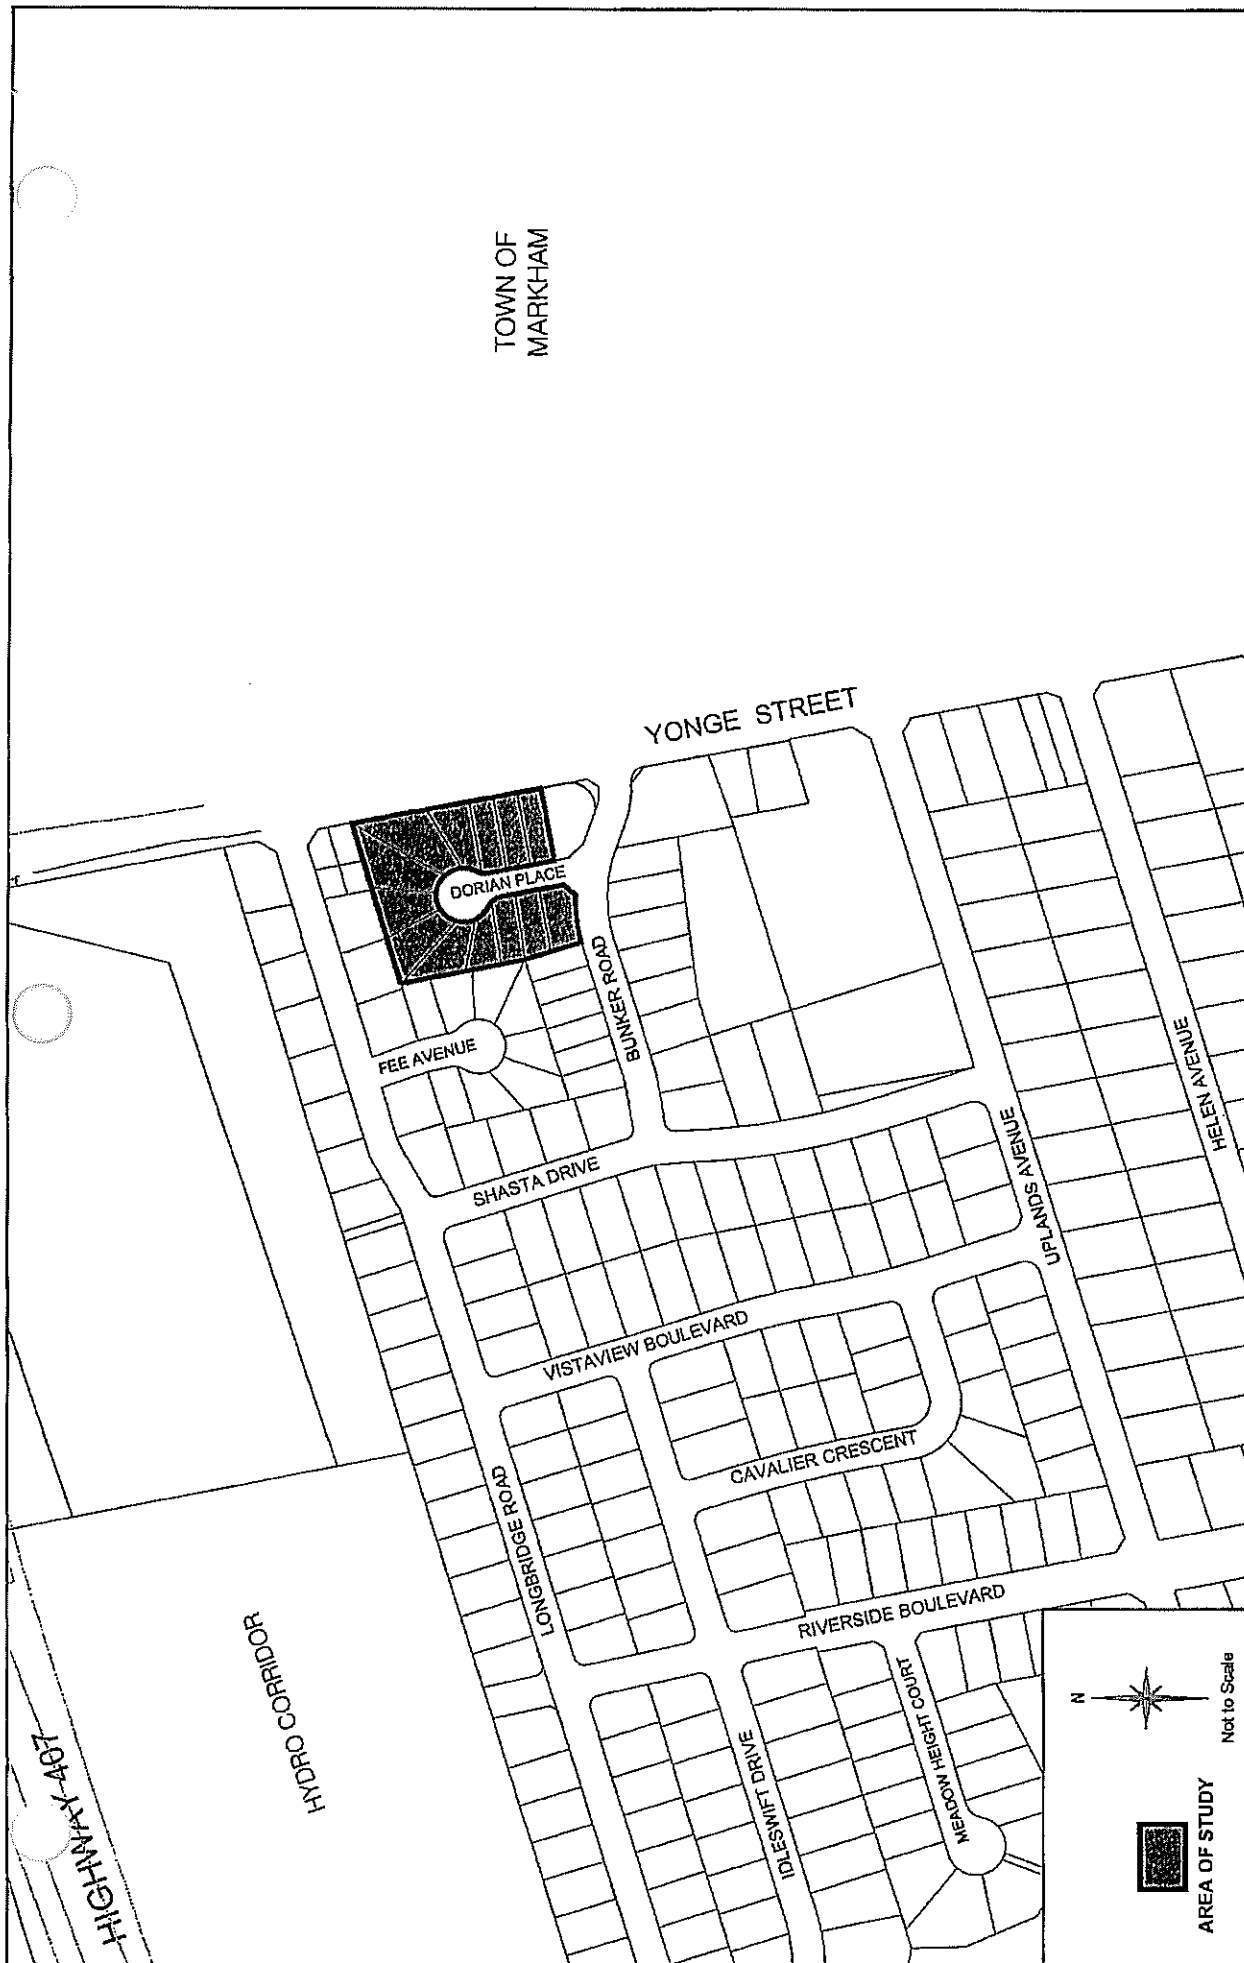 TOWN OF
MARKHAM
YONGE STREET
DORIAN PLACE
BUNKER ROAD
FEE AVENUE
SHASTA DRIVE
HELEN AVENUE
UPLANDS AVENUE
VISTAVIEW BOULEVARD
CAVALIER CRESCENT
LONGBRIDGE ROAD
RIVERSIDE BOULEVARD
HYDRO CORRIDOR
HIGHWAY 407
IDLESWIFT DRIVE
MEADOW HEIGHT COURT
N
Not to Scale
AREA OF STUDY